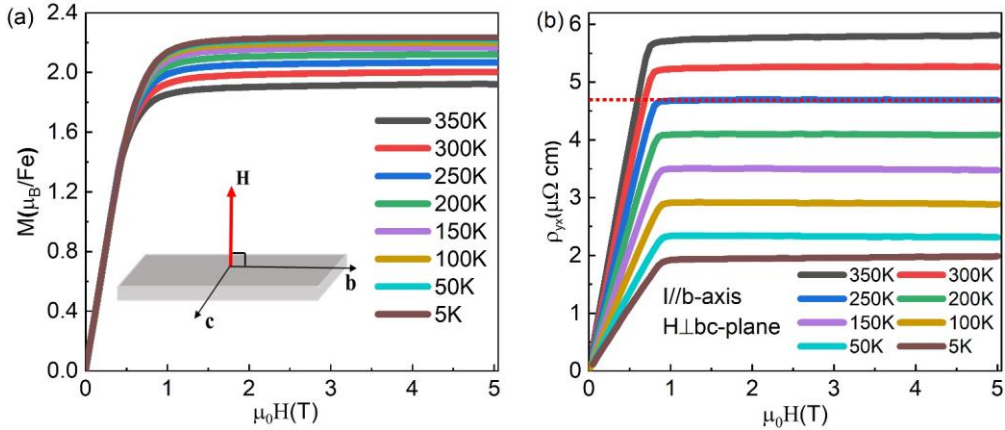 (a)
2.4
2.0
1.6
1.2
0.8
0.4
0.0
M(μB/Fe)
0 1 2 3 4 5
μ0H(T)
350K
300K
250K
200K
150K
100K
50K
5K
H
b
c
(b)
6
5
4
3
2
1
0
ρyx(μΩ cm)
0 1 2 3 4 5
μ0H(T)
I//b-axis
H⊥bc-plane
350K 300K
250K 200K
150K 100K
50K 5K